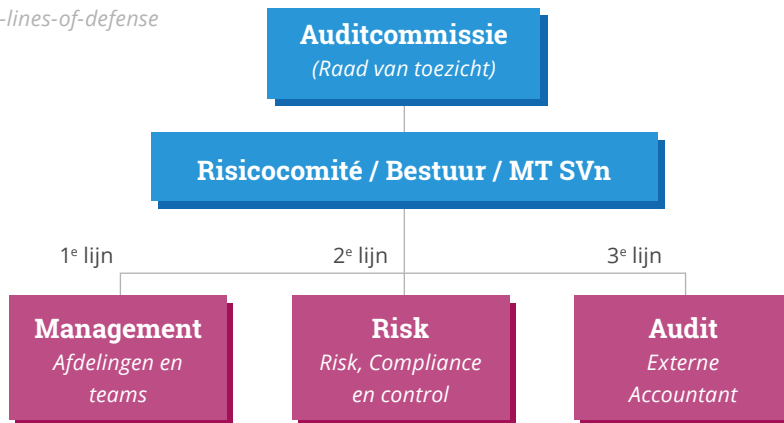 -lines-of-defense
Auditcommissie
(Raad van toezicht)
Risicocomité / Bestuur / MT SVn
1e lijn
2e lijn
3e lijn
Management
Afdelingen en
teams
Risk
Risk, Compliance
en control
Audit
Externe
Accountant